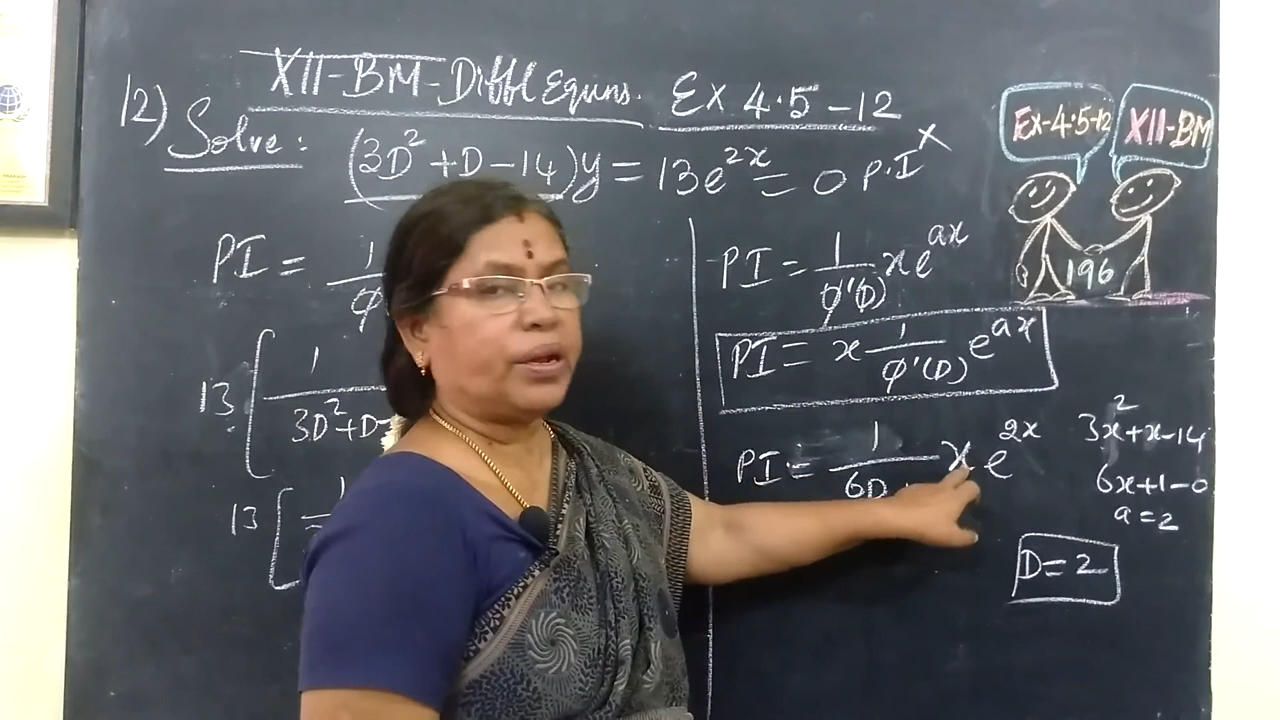 XII-BM-Diffl Equns. Ex 4.5-12
12) Solve: (3D² + D - 14)y = 13e^{2x} = 0 P.I ×
PI = 1/φ
13[ 1/(3D²+D-
13[ 1
PI = 1/φ'(D) x e^{ax}
PI = x 1/φ'(D) e^{ax}
PI = 1/6D x e^{2x}
3x²+x-14
6x+1-0
a=2
D=2
Ex-4.5-12
XII-BM
196